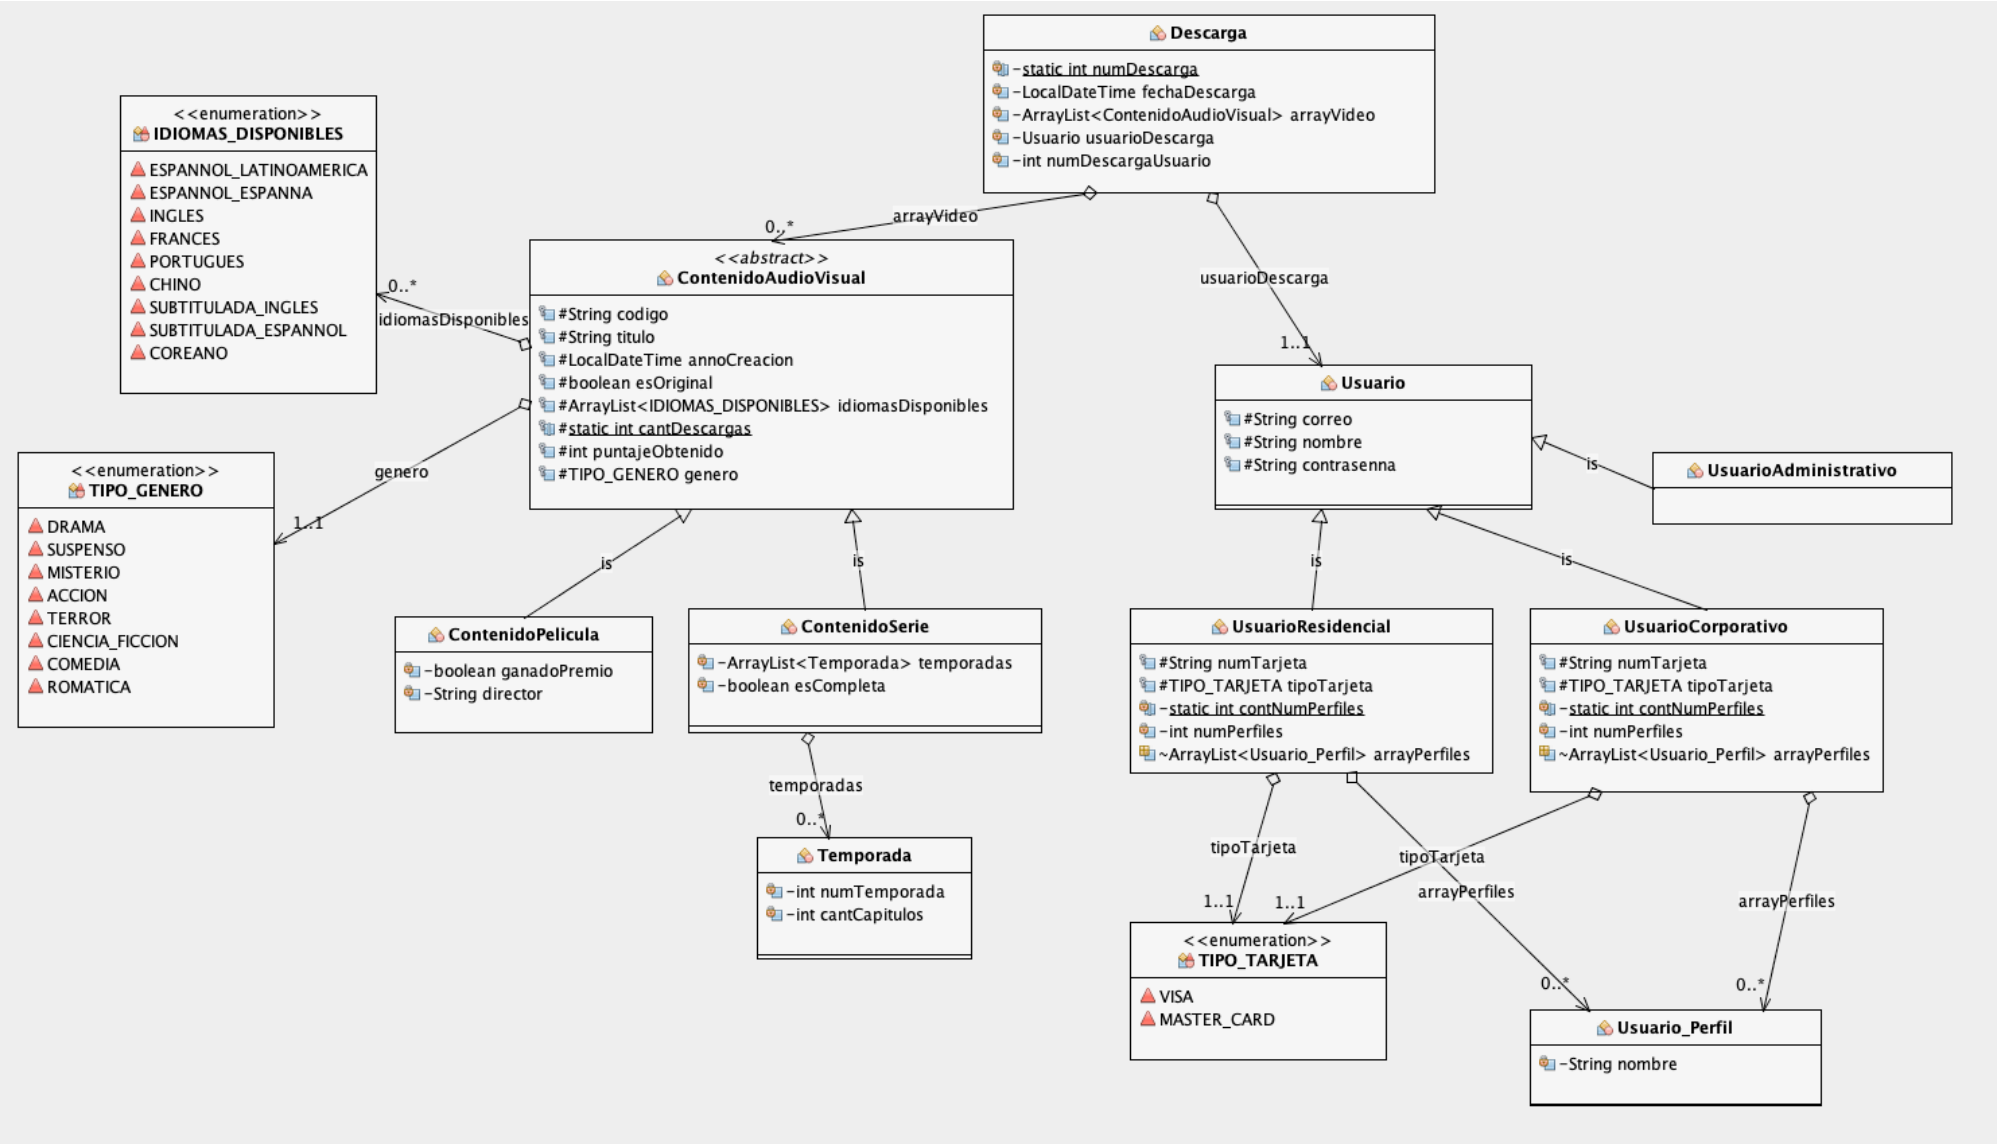 Descarga
-static int numDescarga
-LocalDateTime fechaDescarga
-ArrayList<ContenidoAudioVisual> arrayVideo
-Usuario usuarioDescarga
-int numDescargaUsuario
<<enumeration>>
IDIOMAS_DISPONIBLES
ESPANNOL_LATINOAMERICA
ESPANNOL_ESPANNA
INGLES
FRANCES
PORTUGUES
CHINO
SUBTITULADA_INGLES
SUBTITULADA_ESPANNOL
COREANO
arrayVideo
0..*
usuarioDescarga
1..1
0..*
idiomasDisponibles
<<abstract>>
ContenidoAudioVisual
#String codigo
#String titulo
#LocalDateTime annoCreacion
#boolean esOriginal
#ArrayList<IDIOMAS_DISPONIBLES> idiomasDisponibles
#static int cantDescargas
#int puntajeObtenido
#TIPO_GENERO genero
genero
1..1
<<enumeration>>
TIPO_GENERO
DRAMA
SUSPENSO
MISTERIO
ACCION
TERROR
CIENCIA_FICCION
COMEDIA
ROMATICA
Usuario
#String correo
#String nombre
#String contrasenna
is
UsuarioAdministrativo
is
is
is
is
ContenidoPelicula
-boolean ganadoPremio
-String director
ContenidoSerie
-ArrayList<Temporada> temporadas
-boolean esCompleta
UsuarioResidencial
#String numTarjeta
#TIPO_TARJETA tipoTarjeta
-static int contNumPerfiles
-int numPerfiles
~ArrayList<Usuario_Perfil> arrayPerfiles
UsuarioCorporativo
#String numTarjeta
#TIPO_TARJETA tipoTarjeta
-static int contNumPerfiles
-int numPerfiles
~ArrayList<Usuario_Perfil> arrayPerfiles
temporadas
0..*
Temporada
-int numTemporada
-int cantCapitulos
tipoTarjeta
1..1
tipoTarjeta
1..1
arrayPerfiles
0..*
arrayPerfiles
0..*
<<enumeration>>
TIPO_TARJETA
VISA
MASTER_CARD
Usuario_Perfil
-String nombre